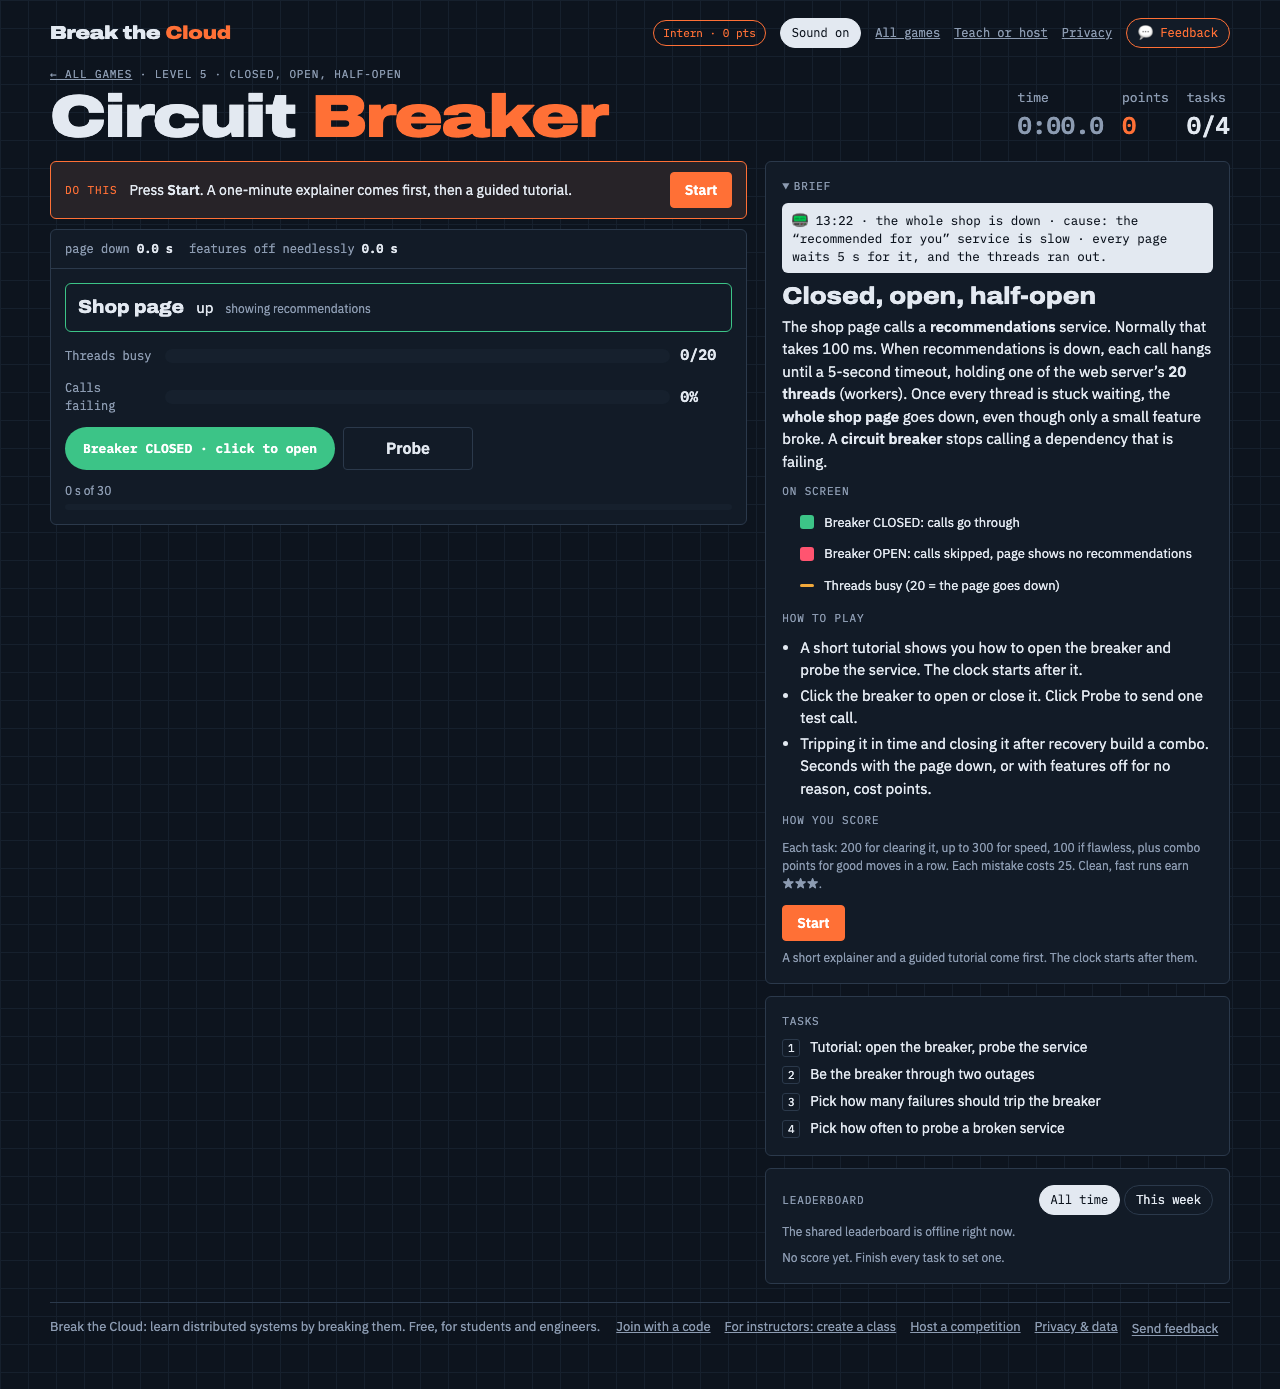 Break the Cloud
Intern · 0 pts
Sound on
All games
Teach or host
Privacy
💬 Feedback
← ALL GAMES · LEVEL 5 · CLOSED, OPEN, HALF-OPEN
Circuit Breaker
time
points
tasks
0:00.0
0
0/4
DO THIS
Press Start. A one-minute explainer comes first, then a guided tutorial.
Start
page down 0.0 s
features off needlessly 0.0 s
Shop page
up
showing recommendations
Threads busy
0/20
Calls
failing
0%
Breaker CLOSED · click to open
Probe
0 s of 30
▼ BRIEF
📟 13:22 · the whole shop is down · cause: the
“recommended for you” service is slow · every page
waits 5 s for it, and the threads ran out.
Closed, open, half-open
The shop page calls a recommendations service. Normally that
takes 100 ms. When recommendations is down, each call hangs
until a 5-second timeout, holding one of the web server’s 20
threads (workers). Once every thread is stuck waiting, the
whole shop page goes down, even though only a small feature
broke. A circuit breaker stops calling a dependency that is
failing.
ON SCREEN
Breaker CLOSED: calls go through
Breaker OPEN: calls skipped, page shows no recommendations
Threads busy (20 = the page goes down)
HOW TO PLAY
• A short tutorial shows you how to open the breaker and
probe the service. The clock starts after it.
• Click the breaker to open or close it. Click Probe to send one
test call.
• Tripping it in time and closing it after recovery build a combo.
Seconds with the page down, or with features off for no
reason, cost points.
HOW YOU SCORE
Each task: 200 for clearing it, up to 300 for speed, 100 if flawless, plus combo
points for good moves in a row. Each mistake costs 25. Clean, fast runs earn
★★★.
Start
A short explainer and a guided tutorial come first. The clock starts after them.
TASKS
1 Tutorial: open the breaker, probe the service
2 Be the breaker through two outages
3 Pick how many failures should trip the breaker
4 Pick how often to probe a broken service
LEADERBOARD
All time
This week
The shared leaderboard is offline right now.
No score yet. Finish every task to set one.
Break the Cloud: learn distributed systems by breaking them. Free, for students and engineers.
Join with a code
For instructors: create a class
Host a competition
Privacy & data
Send feedback